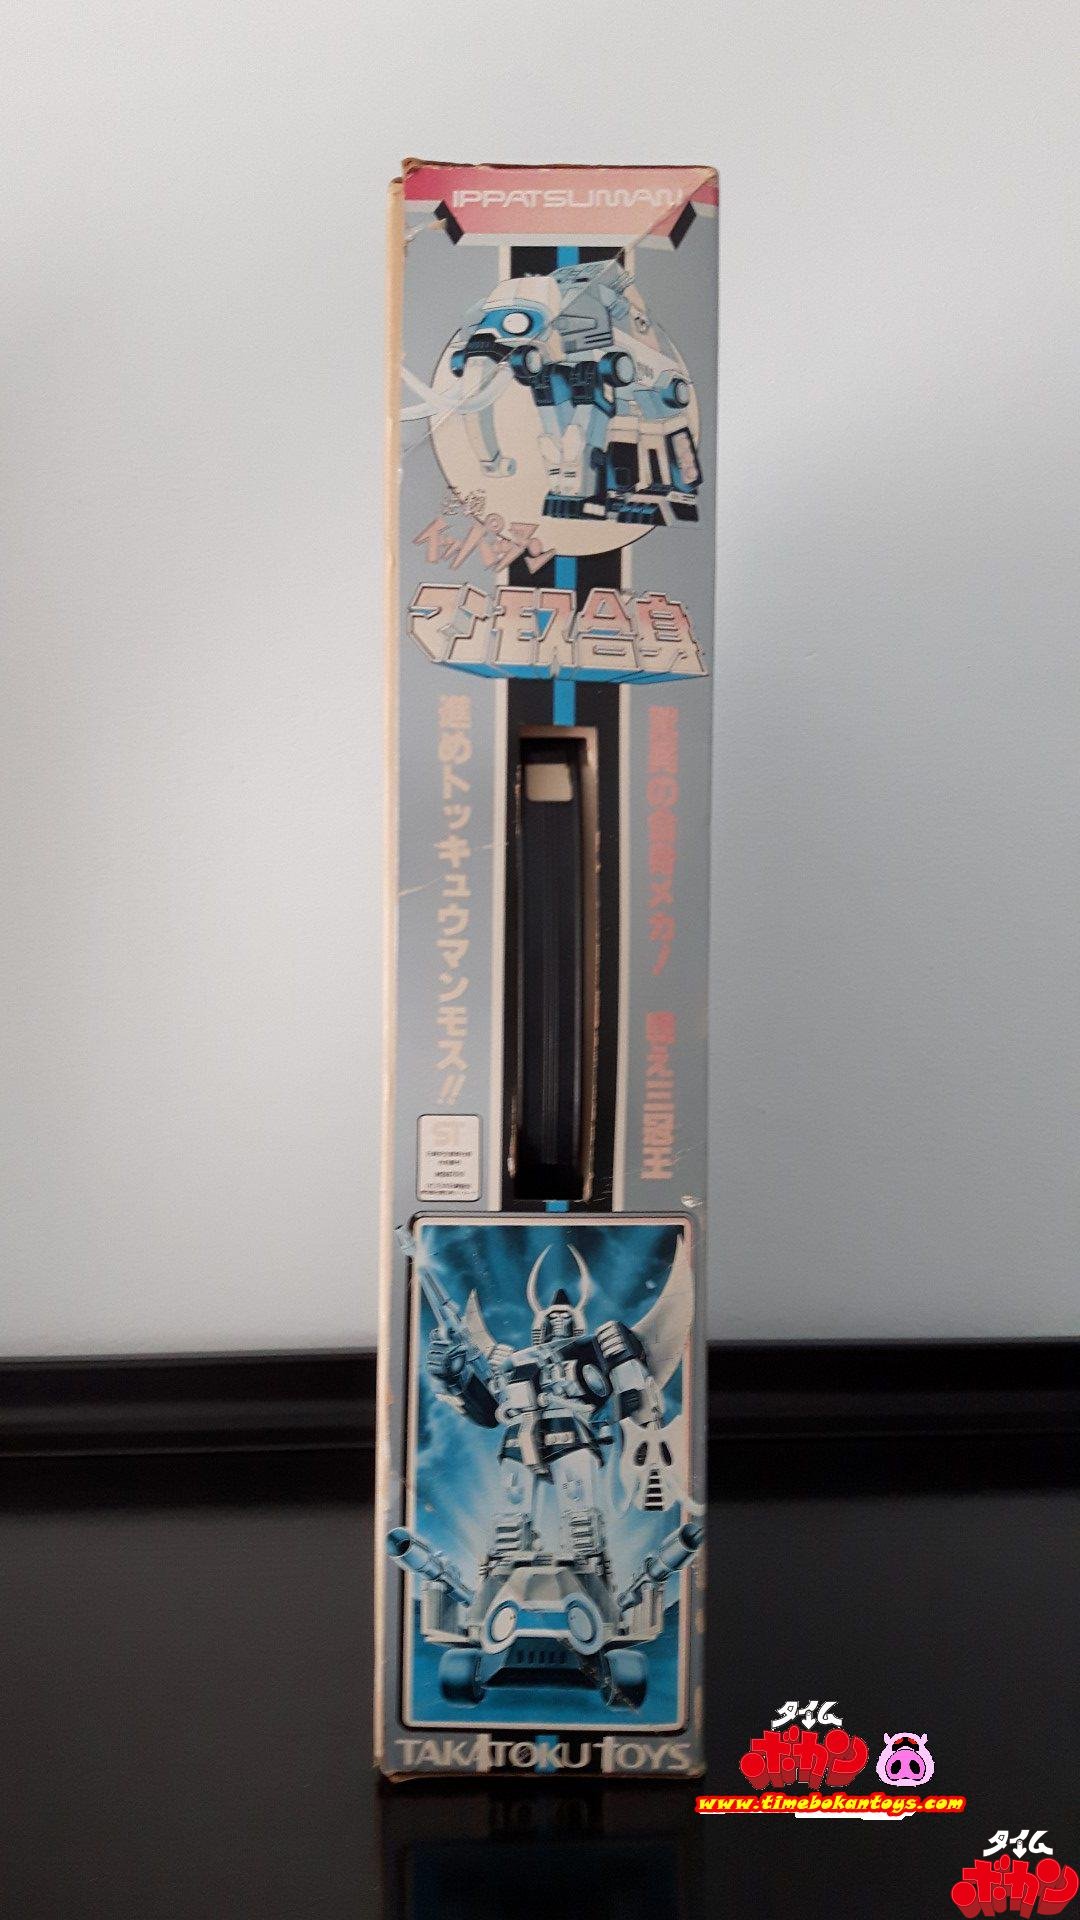 IPPATSUMAN
逆転
イッパツマン
マンモス合身
進めトッキュウマンモス!!
ST
TAKATOKU TOYS
タイム
ボカン
www.timebokantoys.com
タイム
ボカン